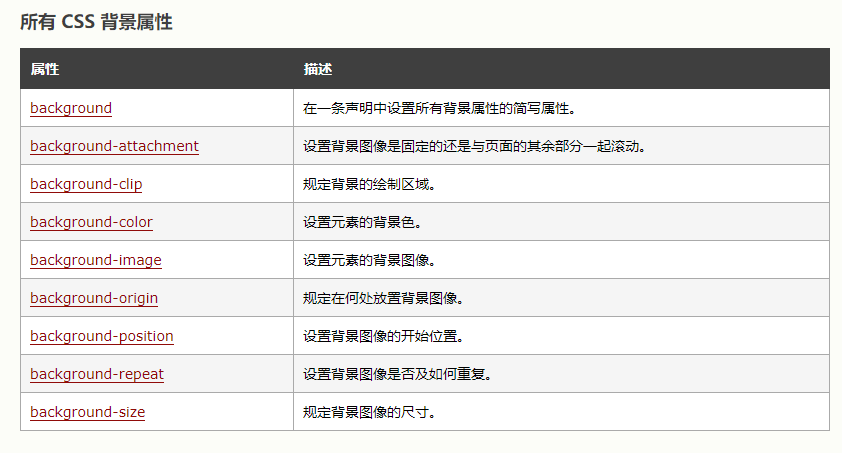 所有 CSS 背景属性
属性 描述
background 在一条声明中设置所有背景属性的简写属性。
background-attachment 设置背景图像是固定的还是与页面的其余部分一起滚动。
background-clip 规定背景的绘制区域。
background-color 设置元素的背景色。
background-image 设置元素的背景图像。
background-origin 规定在何处放置背景图像。
background-position 设置背景图像的开始位置。
background-repeat 设置背景图像是否及如何重复。
background-size 规定背景图像的尺寸。